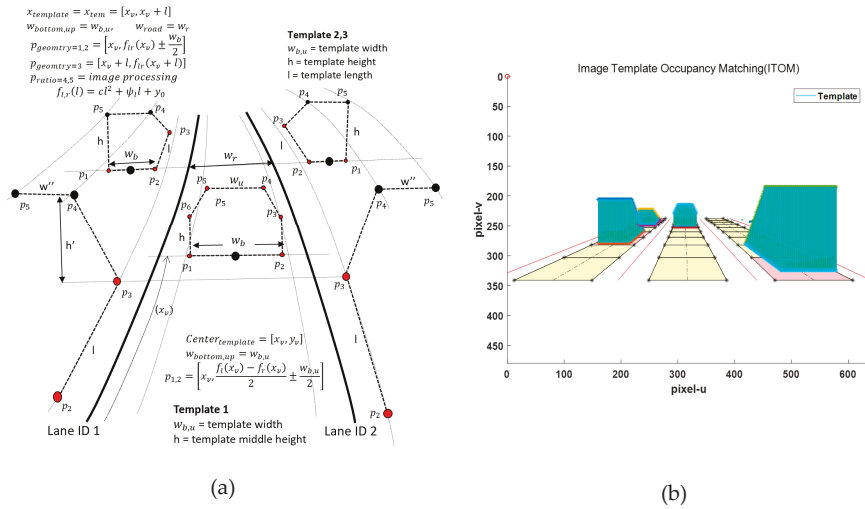 x_template = x_tem = [x_v, x_v + l]
w_bottom,up = w_b,u,    w_road = w_r
p_geomtry=1,2 = [x_v, f_lr(x_v) ± w_b/2]
p_geomtry=3 = [x_v + l, f_lr(x_v + l)]
p_ratio=4,5 = image processing
f_l,r(l) = cl² + ψ_l l + y_0
Template 2,3
w_b,u = template width
h = template height
l = template length
p5 p4 p3 h l w_b p1 p2
p4 p5 p3 h l p2 p1
w_r
w'' p5 p4
w_u p5 p4 p5 p6 p3 h w_b p1 p2
w'' p4 p5
h'
p3
p3
(x_v)
l
l
p2
p2
Center_template = [x_v, y_v]
w_bottom,up = w_b,u
p_1,2 = [x_v, (f_l(x_v) − f_r(x_v))/2 ± w_b,u/2]
Template 1
w_b,u = template width
h = template middle height
Lane ID 1
Lane ID 2
(a)
Image Template Occupancy Matching(ITOM)
Template
pixel-v
0
50
100
150
200
250
300
350
400
450
0 100 200 300 400 500 600
pixel-u
(b)